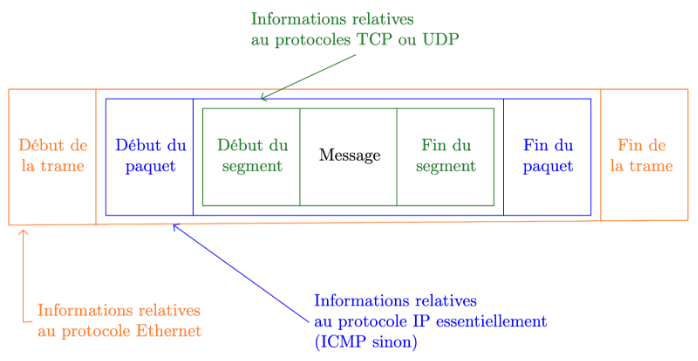 Informations relatives
au protocoles TCP ou UDP
Début de
la trame
Début du
paquet
Début du
segment
Message
Fin du
segment
Fin du
paquet
Fin de
la trame
Informations relatives
au protocole Ethernet
Informations relatives
au protocole IP essentiellement
(ICMP sinon)